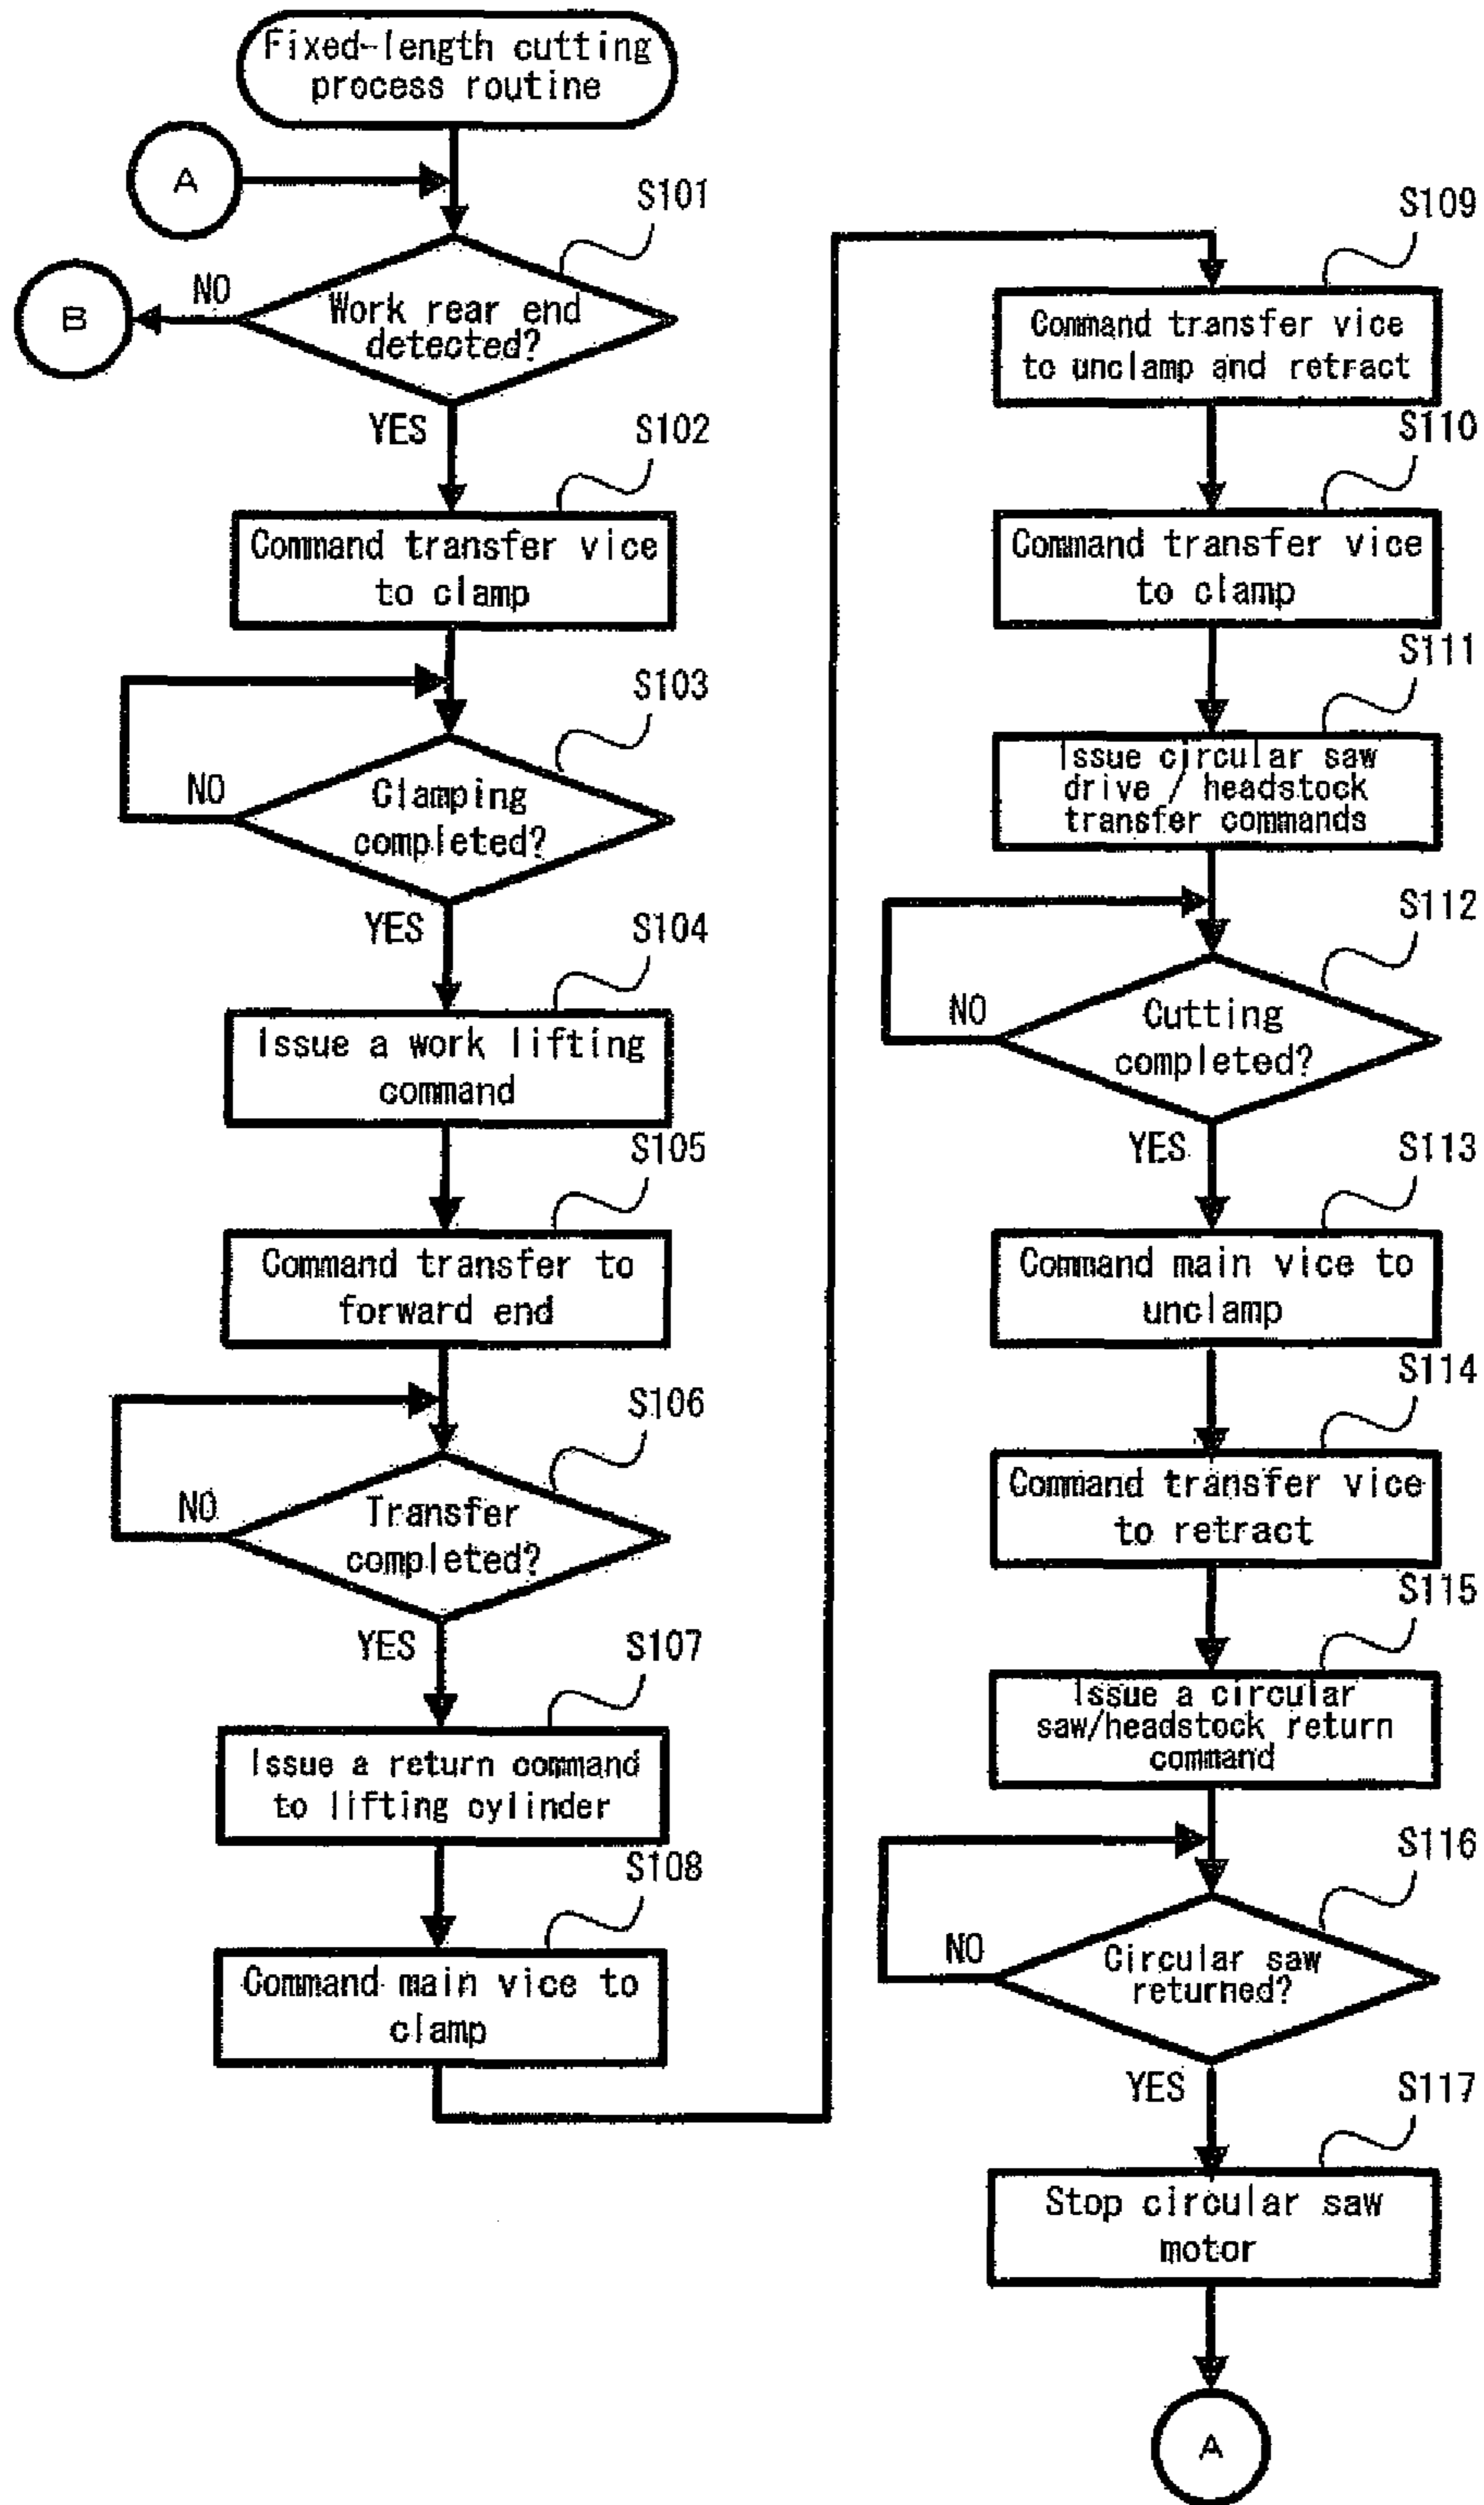 Fixed-length cutting
process routine
A
S101
Work rear end
detected?
NO
B
YES
S102
Command transfer vice
to clamp
S103
Clamping
completed?
NO
YES
S104
Issue a work lifting
command
S105
Command transfer to
forward end
S106
Transfer
completed?
NO
YES
S107
Issue a return command
to lifting cylinder
S108
Command main vice to
clamp
S109
Command transfer vice
to unclamp and retract
S110
Command transfer vice
to clamp
S111
Issue circular saw
drive / headstock
transfer commands
S112
Cutting
completed?
NO
YES
S113
Command main vice to
unclamp
S114
Command transfer vice
to retract
S115
Issue a circular
saw/headstock return
command
S116
Circular saw
returned?
NO
YES
S117
Stop circular saw
motor
A